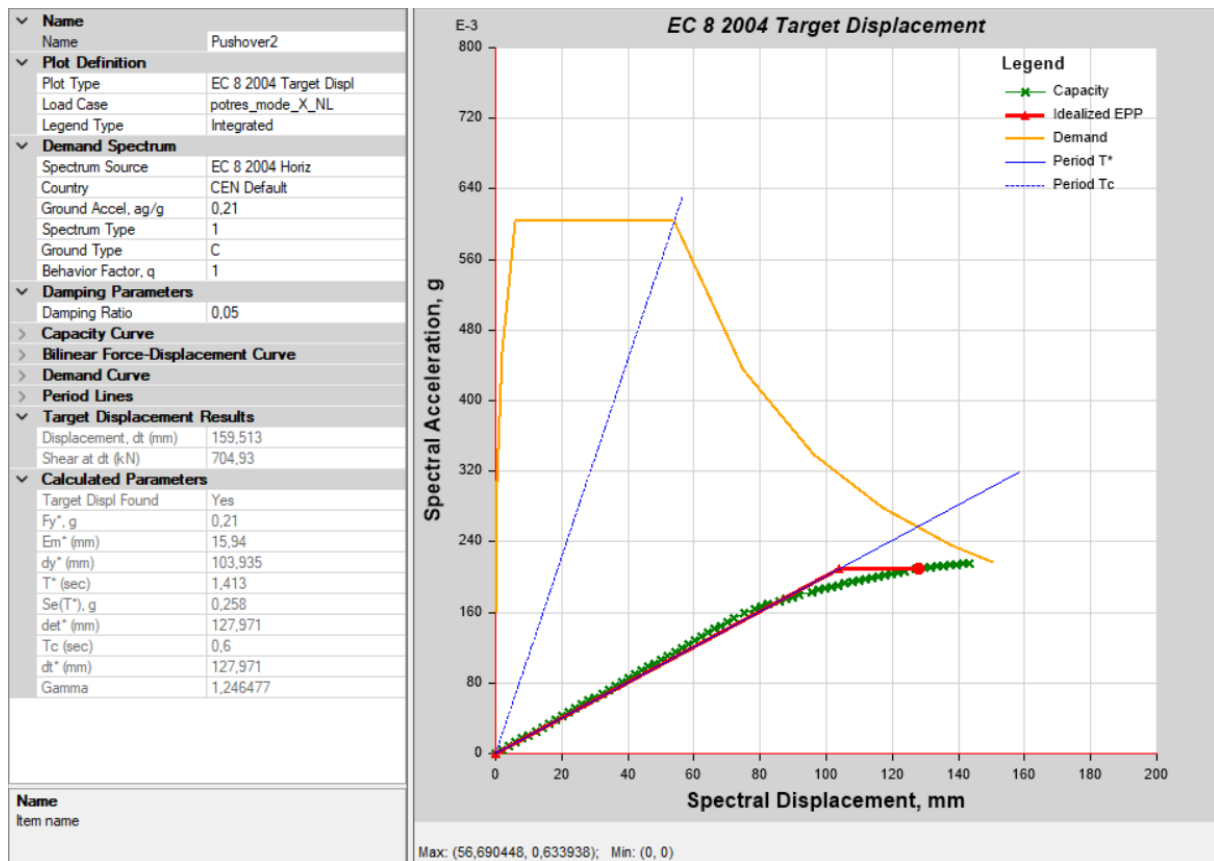 Name
Name Pushover2
Plot Definition
Plot Type EC 8 2004 Target Displ
Load Case potres_mode_X_NL
Legend Type Integrated
Demand Spectrum
Spectrum Source EC 8 2004 Horiz
Country CEN Default
Ground Accel, ag/g 0,21
Spectrum Type 1
Ground Type C
Behavior Factor, q 1
Damping Parameters
Damping Ratio 0,05
Capacity Curve
Bilinear Force-Displacement Curve
Demand Curve
Period Lines
Target Displacement Results
Displacement, dt (mm) 159,513
Shear at dt (kN) 704,93
Calculated Parameters
Target Displ Found Yes
Fy*, g 0,21
Em* (mm) 15,94
dy* (mm) 103,935
T* (sec) 1,413
Se(T*), g 0,258
det* (mm) 127,971
Tc (sec) 0,6
dt* (mm) 127,971
Gamma 1,246477
Name
Item name
EC 8 2004 Target Displacement
E-3
800
720
640
560
480
400
320
240
160
80
0
Spectral Acceleration, g
Legend
Capacity
Idealized EPP
Demand
Period T*
Period Tc
0 20 40 60 80 100 120 140 160 180 200
Spectral Displacement, mm
Max: (56,690448, 0,633938); Min: (0, 0)